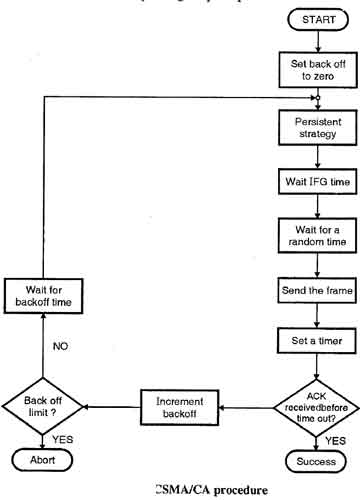 START
Set back off
to zero
Persistent
strategy
Wait IFG time
Wait for a
random time
Send the frame
Set a timer
ACK
receivedbefore
time out?
YES
Success
Increment
backoff
Back off
limit ?
YES
Abort
NO
Wait for
backoff time
CSMA/CA procedure